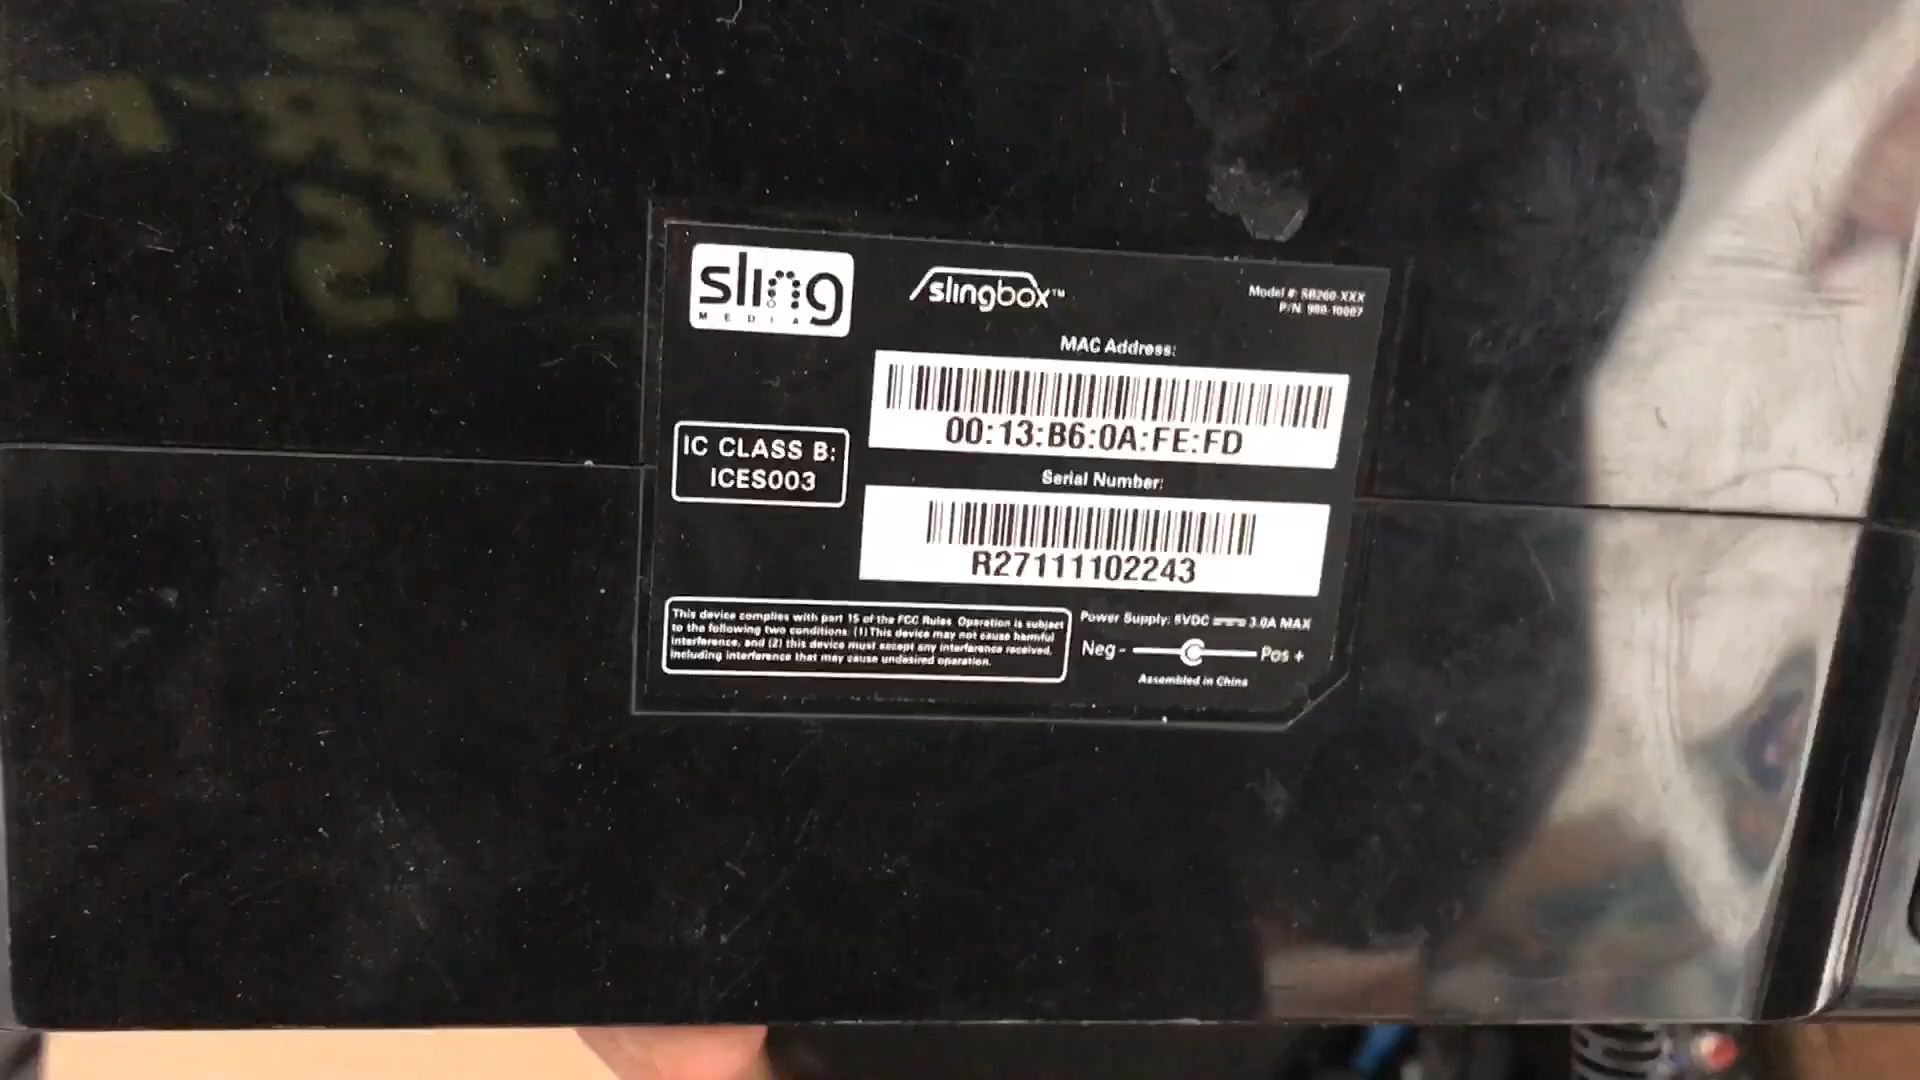 sling
MEDIA
slingbox™
Model #: SB260-XXX
P/N 900-10007
MAC Address:
00:13:B6:0A:FE:FD
IC CLASS B:
ICES003
Serial Number:
R27111102243
This device complies with part 15 of the FCC Rules. Operation is subject
to the following two conditions: (1)This device may not cause harmful
interference, and (2) this device must accept any interference received,
including interference that may cause undesired operation.
Power Supply: 5VDC 3.0A MAX
Neg - Pos +
Assembled in China